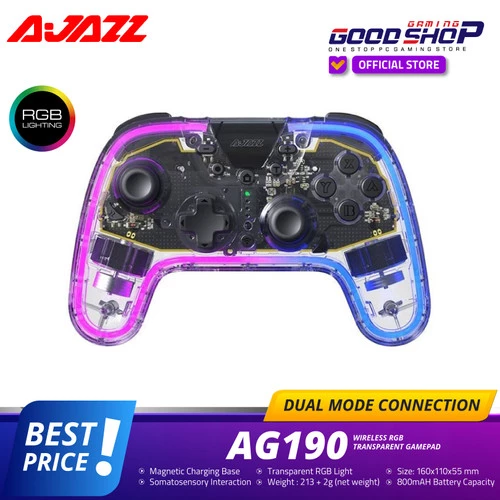 AJAZZ
GAMING
GOODSHOP
ONE STOP PC GAMING STORE
OFFICIAL STORE
RGB
LIGHTING
AJAZZ
X
Y
A
B
DUAL MODE CONNECTION
BEST
PRICE!
AG190
WIRELESS RGB
TRANSPARENT GAMEPAD
• Magnetic Charging Base
• Somatosensory Interaction
• Transparent RGB Light
• Weight : 213 + 2g (net weight)
• Size: 160x110x55 mm
• 800mAH Battery Capacity